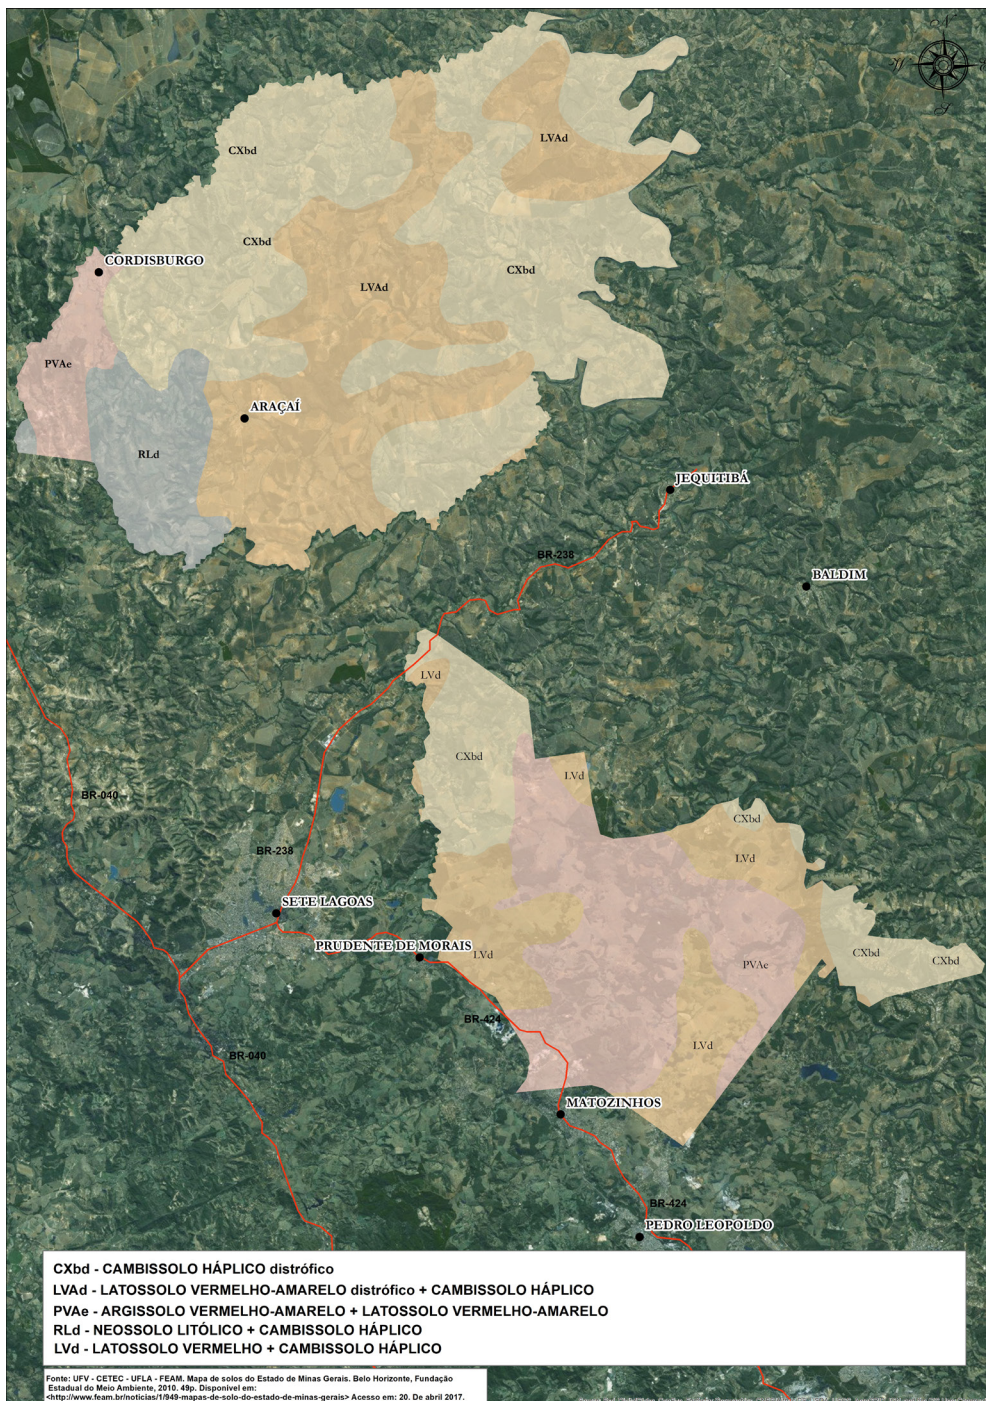 N
W
S
LVAd
CXbd
CXbd
CXbd
CORDISBURGO
LVAd
PVAe
ARAÇAÍ
RLd
JEQUITIBÁ
BR-238
BALDIM
LVd
CXbd
LVd
BR-040
CXbd
BR-238
LVd
SETE LAGOAS
PRUDENTE DE MORAIS
LVd
CXbd
CXbd
PVAe
BR-424
LVd
BR-040
MATOZINHOS
BR-424
PEDRO LEOPOLDO
CXbd - CAMBISSOLO HÁPLICO distrófico
LVAd - LATOSSOLO VERMELHO-AMARELO distrófico + CAMBISSOLO HÁPLICO
PVAe - ARGISSOLO VERMELHO-AMARELO + LATOSSOLO VERMELHO-AMARELO
RLd - NEOSSOLO LITÓLICO + CAMBISSOLO HÁPLICO
LVd - LATOSSOLO VERMELHO + CAMBISSOLO HÁPLICO
Fonte: UFV - CETEC - UFLA - FEAM. Mapa de solos do Estado de Minas Gerais. Belo Horizonte, Fundação
Estadual do Meio Ambiente, 2010. 49p. Disponivel em:
<http://www.feam.br/noticias/1/949-mapas-de-solo-do-estado-de-minas-gerais> Acesso em: 20. De abril 2017.